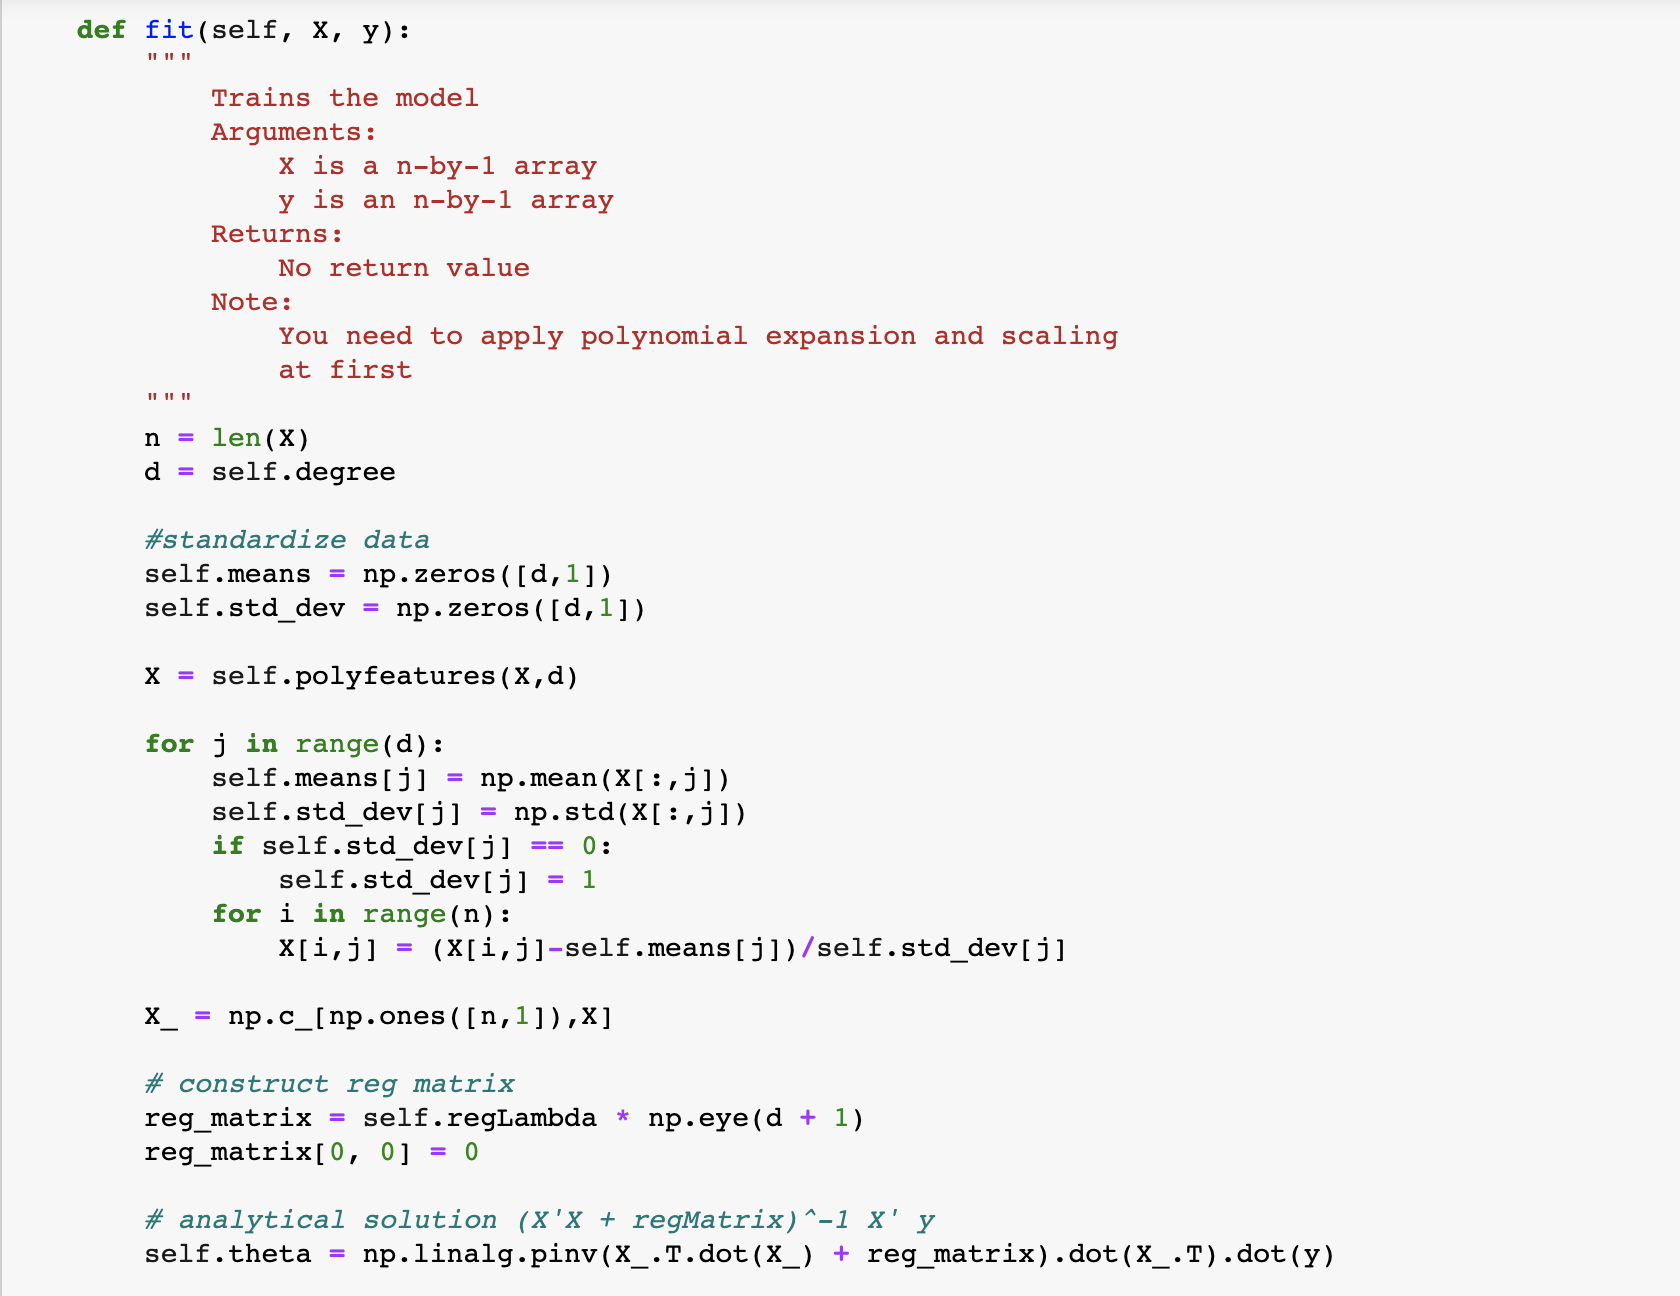 def fit(self, X, y):
"""
Trains the model
Arguments:
X is a n-by-1 array
y is an n-by-1 array
Returns:
No return value
Note:
You need to apply polynomial expansion and scaling
at first
"""
n = len(X)
d = self.degree
#standardize data
self.means = np.zeros([d,1])
self.std_dev = np.zeros([d,1])
X = self.polyfeatures(X,d)
for j in range(d):
self.means[j] = np.mean(X[:,j])
self.std_dev[j] = np.std(X[:,j])
if self.std_dev[j] == 0:
self.std_dev[j] = 1
for i in range(n):
X[i,j] = (X[i,j]-self.means[j])/self.std_dev[j]
X_ = np.c_[np.ones([n,1]),X]
# construct reg matrix
reg_matrix = self.regLambda * np.eye(d + 1)
reg_matrix[0, 0] = 0
# analytical solution (X'X + regMatrix)^-1 X' y
self.theta = np.linalg.pinv(X_.T.dot(X_) + reg_matrix).dot(X_.T).dot(y)